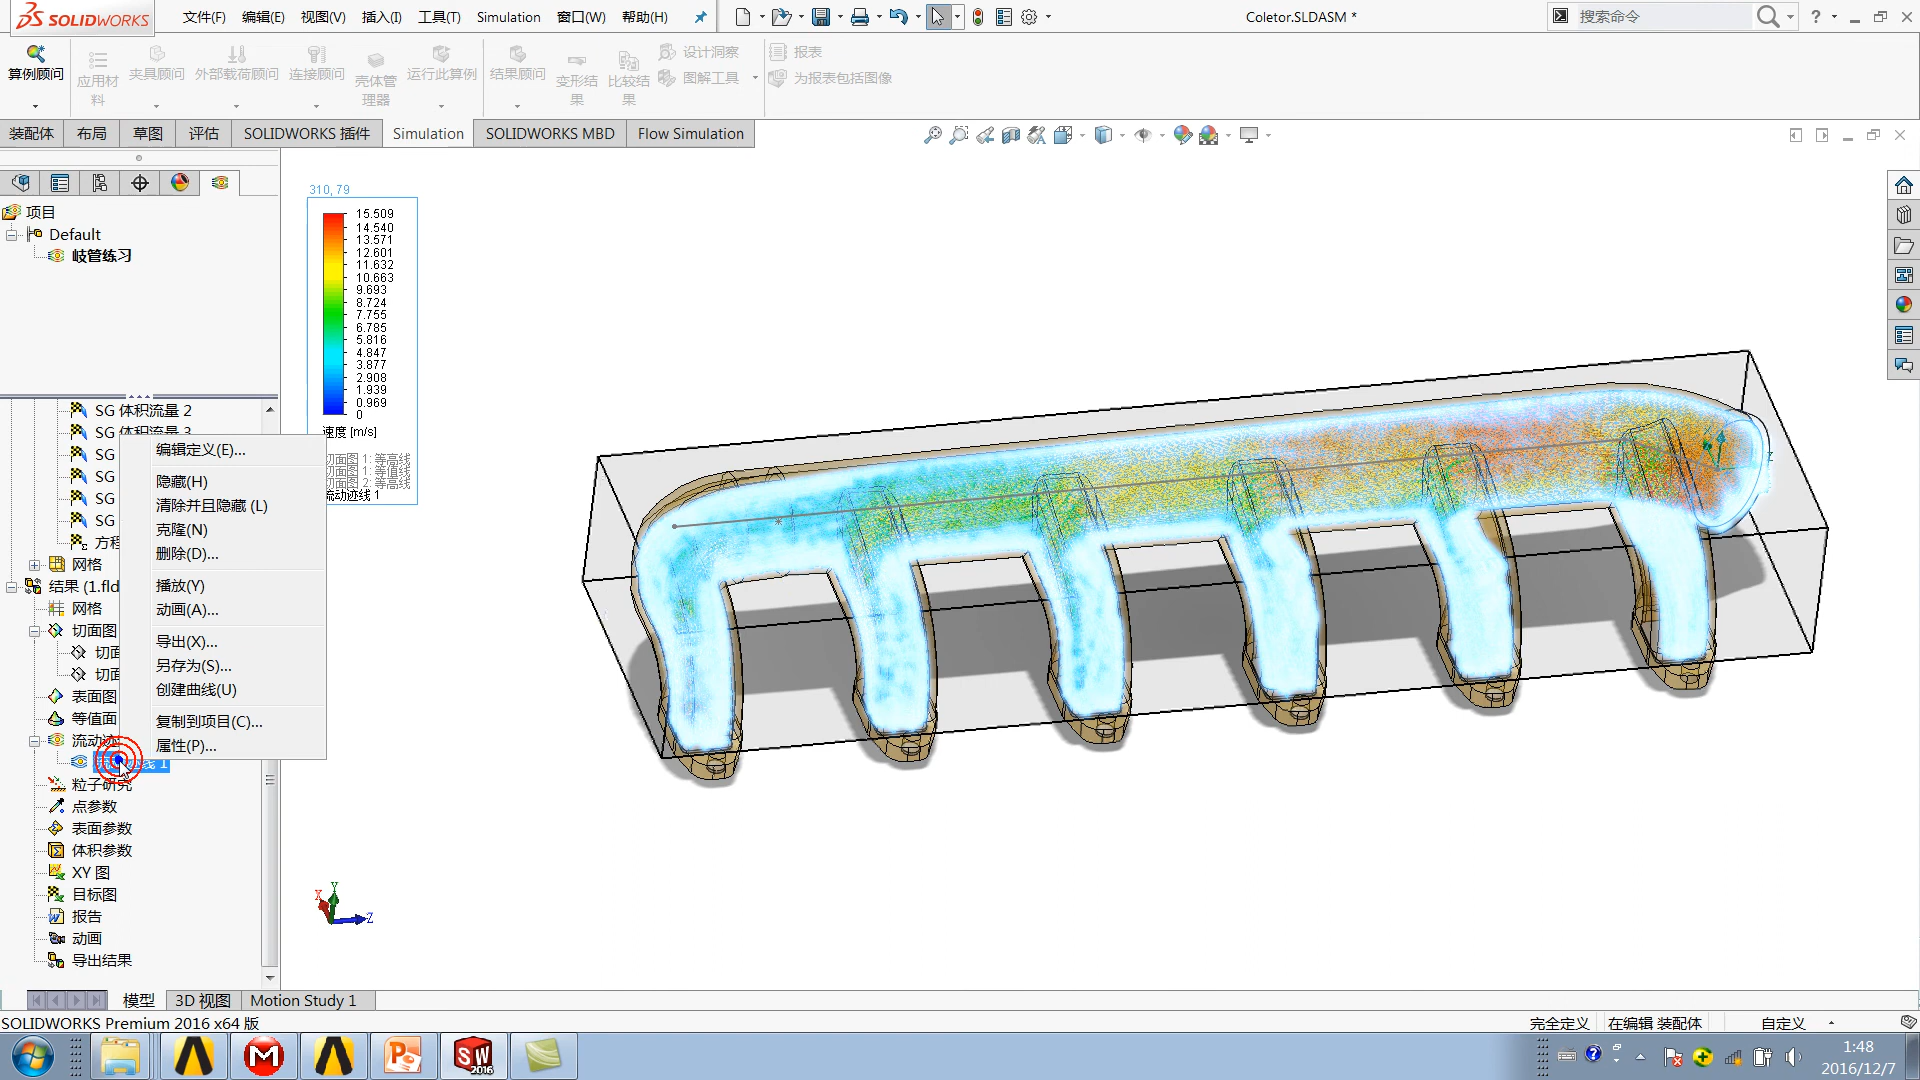 SOLIDWORKS 文件(F) 编辑(E) 视图(V) 插入(I) 工具(T) Simulation 窗口(W) 帮助(H) Coletor.SLDASM * 搜索命令
算例顾问 应用材料 夹具顾问 外部载荷顾问 连接顾问 壳体管理器 运行此算例 结果顾问 变形结果 比较结果 设计洞察 图解工具 报表 为报表包括图像
装配体 布局 草图 评估 SOLIDWORKS 插件 Simulation SOLIDWORKS MBD Flow Simulation
项目
Default
岐管练习
SG 体积流量 2
SG 体积流量 3
SG
SG
SG
SG
方程
网格
结果 (1.fld
网格
切面图
切面
切面
表面图
等值面
流动迹
迹线 1
粒子研究
点参数
表面参数
体积参数
XY 图
目标图
报告
动画
导出结果
编辑定义(E)...
隐藏(H)
清除并且隐藏 (L)
克隆(N)
删除(D)...
播放(Y)
动画(A)...
导出(X)...
另存为(S)...
创建曲线(U)
复制到项目(C)...
属性(P)...
310, 79
15.509
14.540
13.571
12.601
11.632
10.663
9.693
8.724
7.755
6.785
5.816
4.847
3.877
2.908
1.939
0.969
0
速度 [m/s]
切面图 1: 等高线
切面图 1: 等值线
切面图 2: 等高线
流动迹线 1
Z
Y
X
Z
模型 3D 视图 Motion Study 1
SOLIDWORKS Premium 2016 x64 版 完全定义 在编辑 装配体 自定义
SW 2016
1:48
2016/12/7